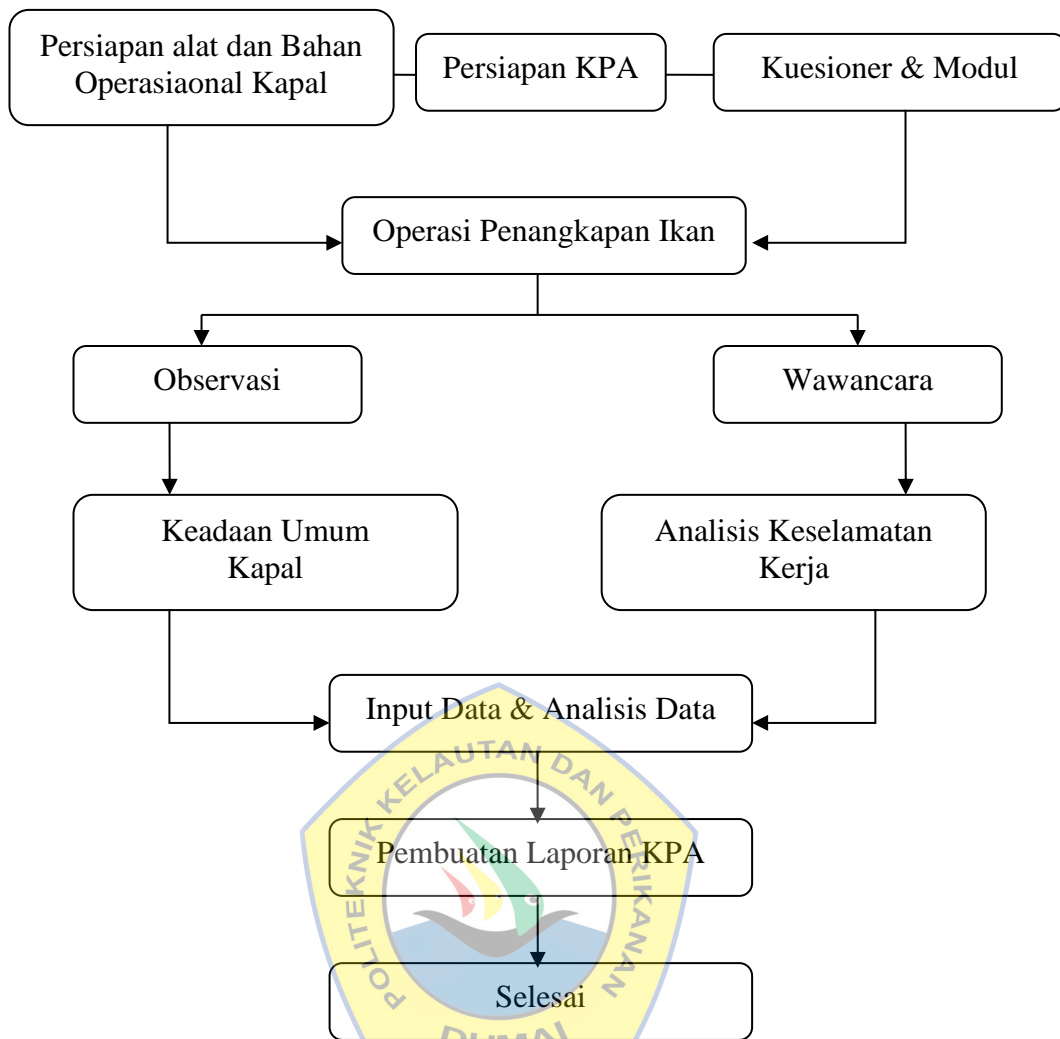 Persiapan alat dan Bahan
Operasiaonal Kapal
Persiapan KPA
Kuesioner & Modul
Operasi Penangkapan Ikan
Observasi
Wawancara
Keadaan Umum
Kapal
Analisis Keselamatan
Kerja
Input Data & Analisis Data
Pembuatan Laporan KPA
Selesai
POLITEKNIK KELAUTAN DAN PERIKANAN
DUMAI